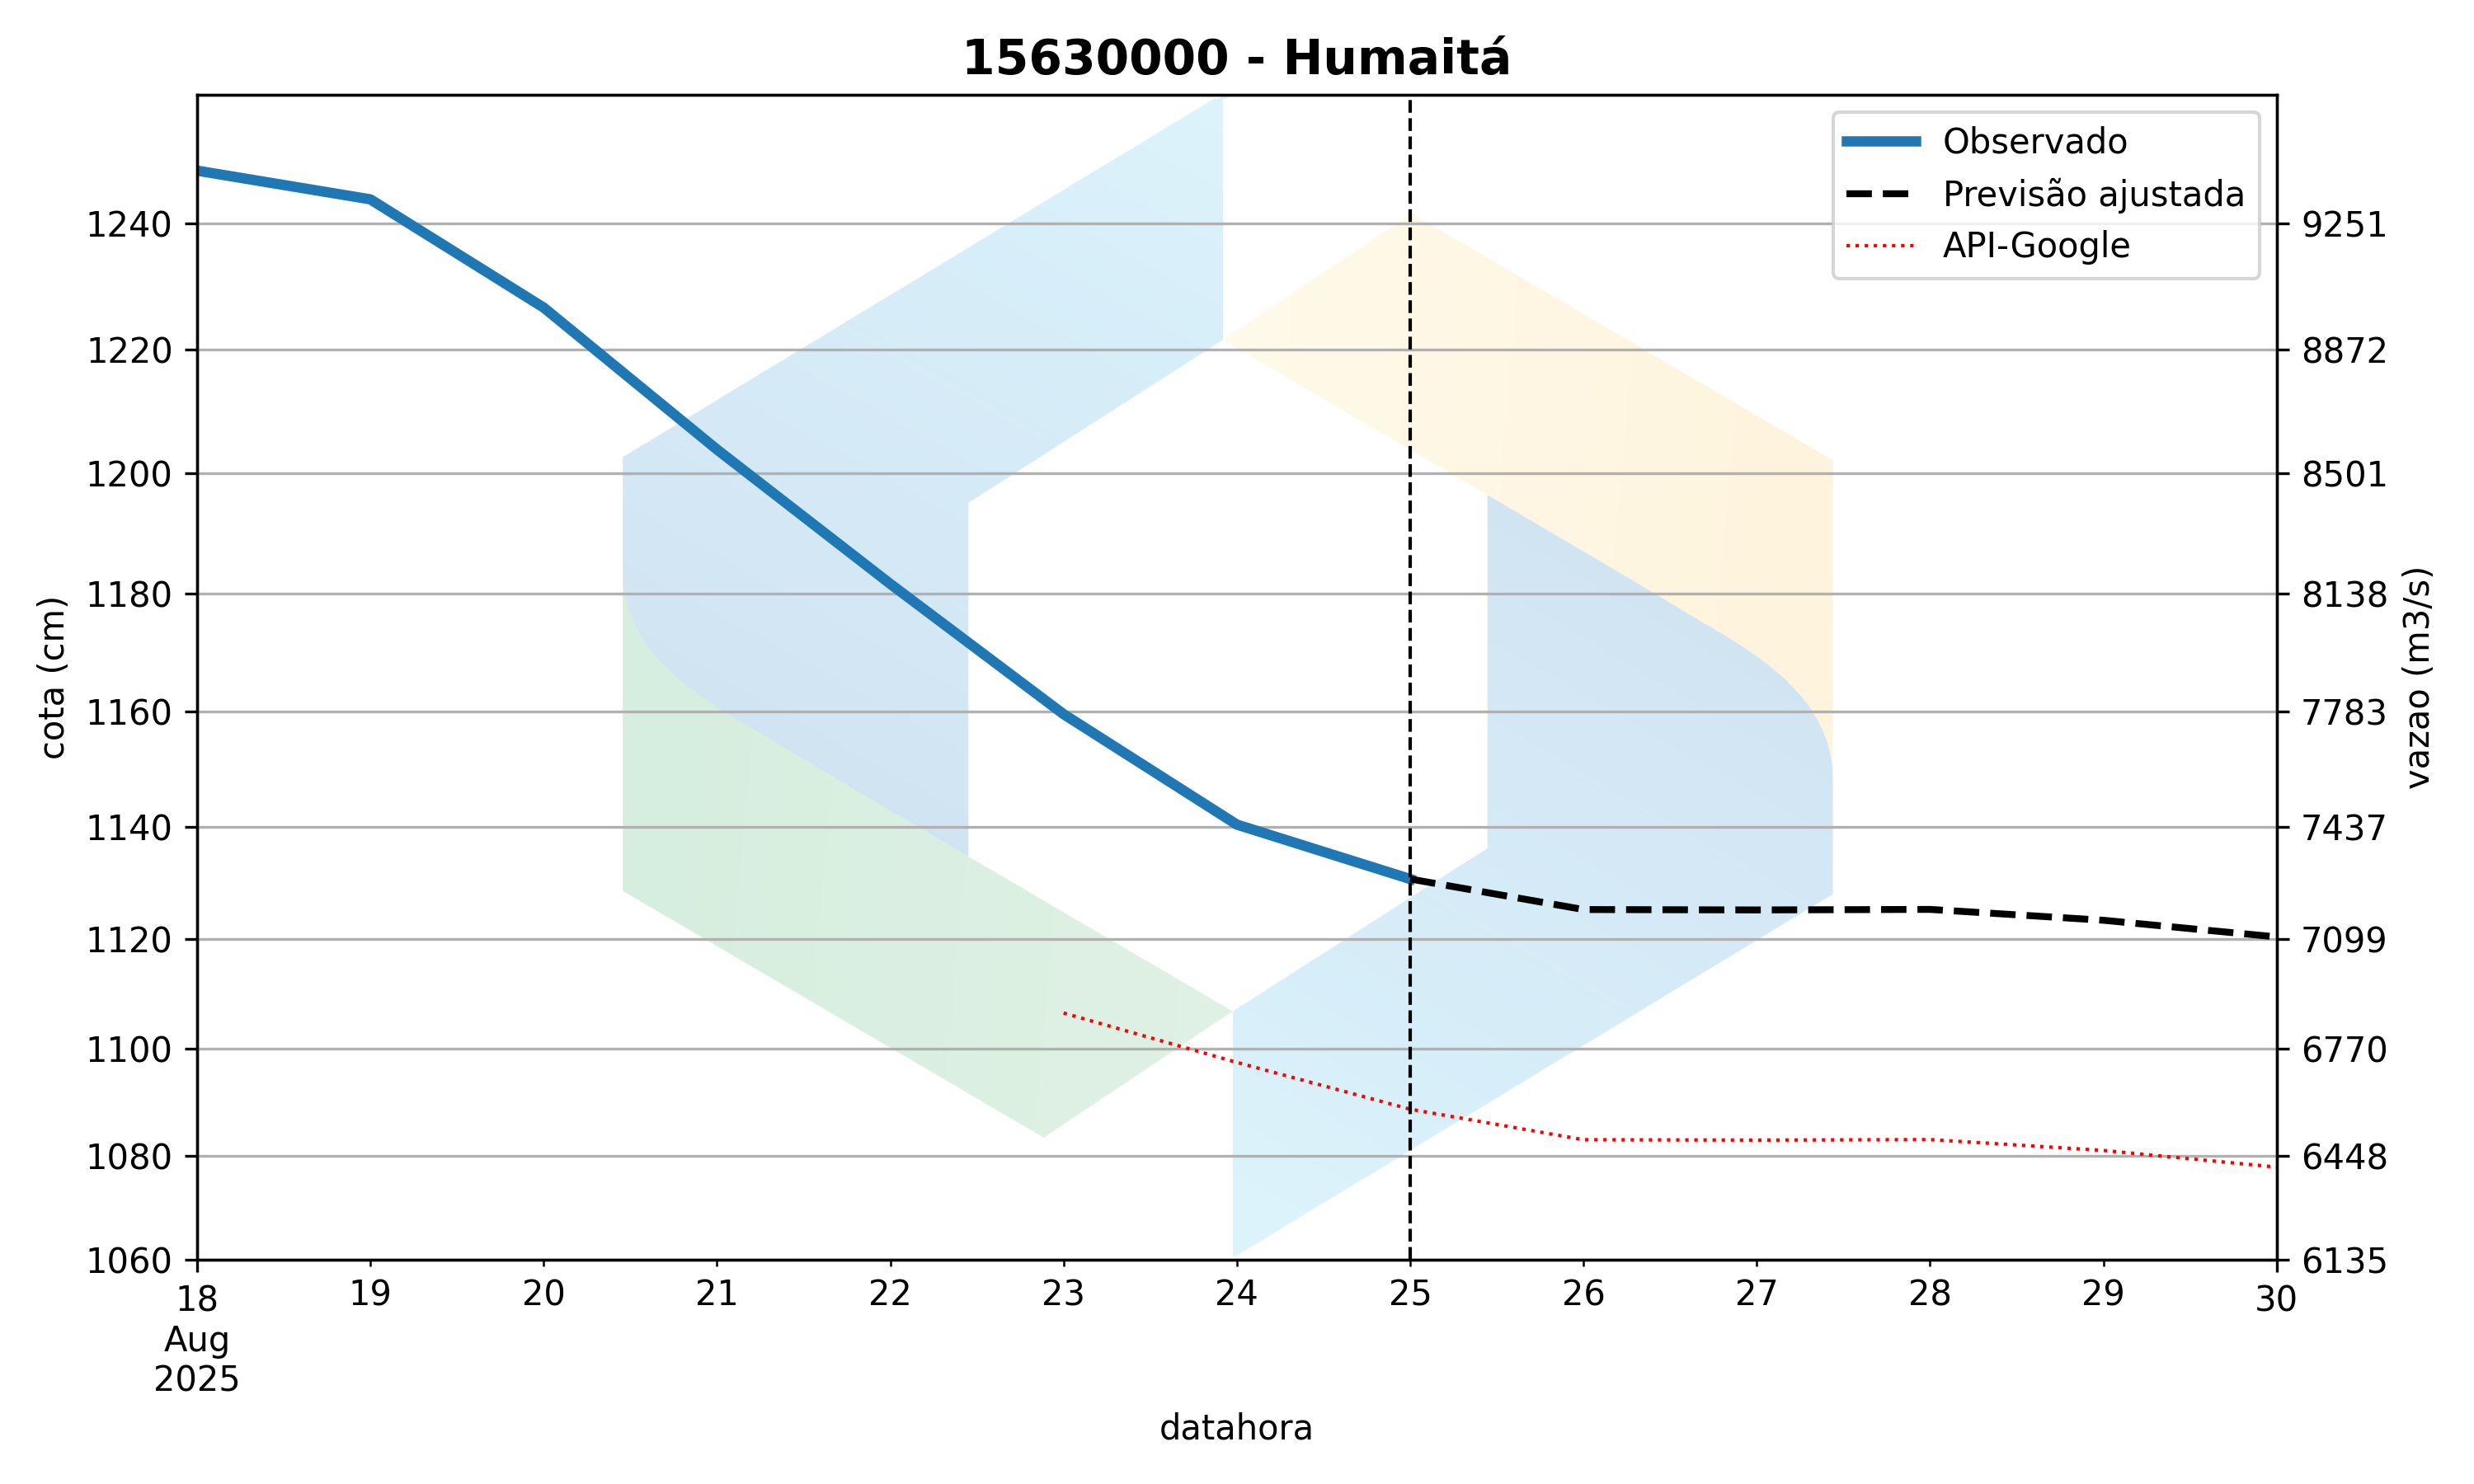 15630000 - Humaitá
Observado
Previsão ajustada
API-Google
cota (cm)
1240
1220
1200
1180
1160
1140
1120
1100
1080
1060
9251
8872
8501
8138
7783
7437
7099
6770
6448
6135
vazao (m3/s)
18 19 20 21 22 23 24 25 26 27 28 29 30
Aug
2025
datahora